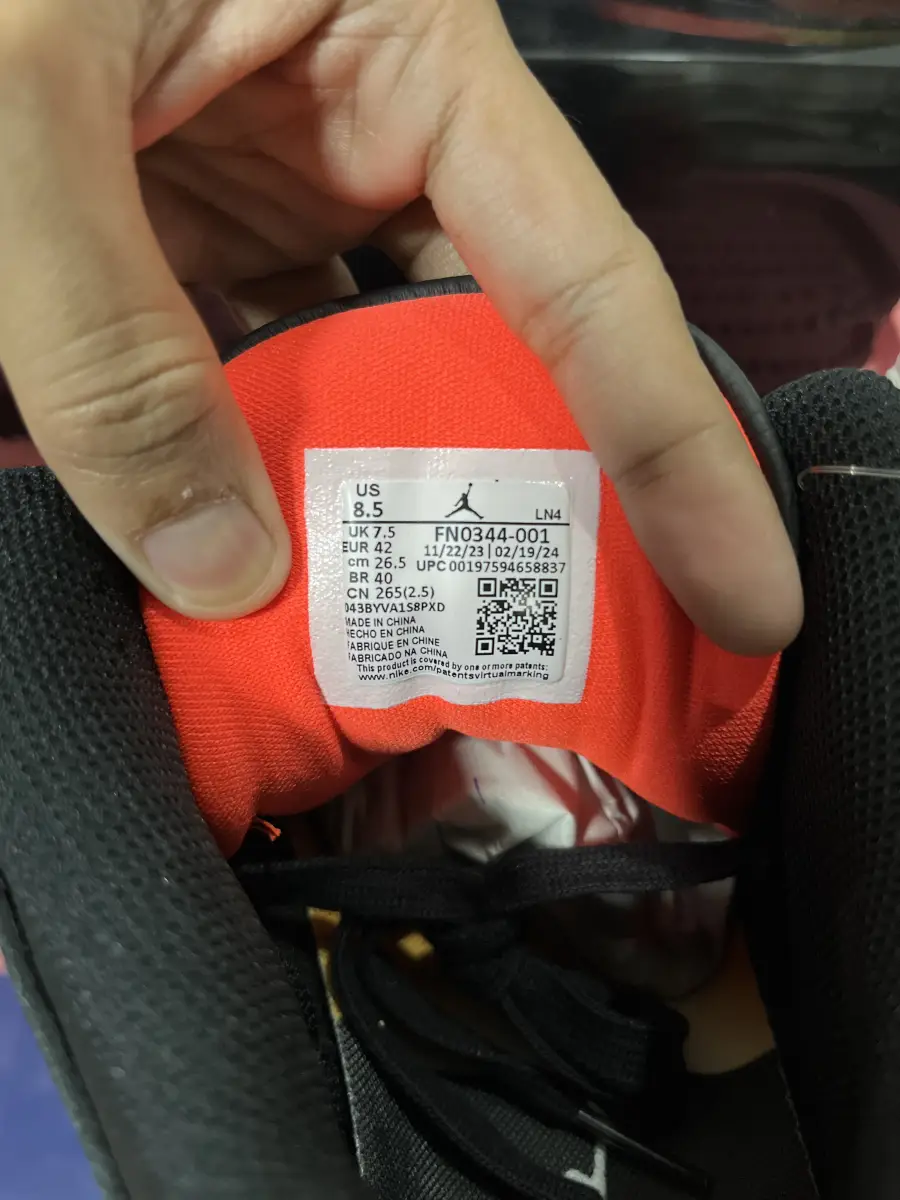 US
8.5
LN4
UK 7.5
FN0344-001
EUR 42
11/22/23 | 02/19/24
cm 26.5
UPC 00197594658837
BR 40
CN 265(2.5)
043BYVA1S8PXD
MADE IN CHINA
HECHO EN CHINA
FABRIQUE EN CHINE
FABRICADO NA CHINA
This product is covered by one or more patents:
www.nike.com/patentsvirtualmarking